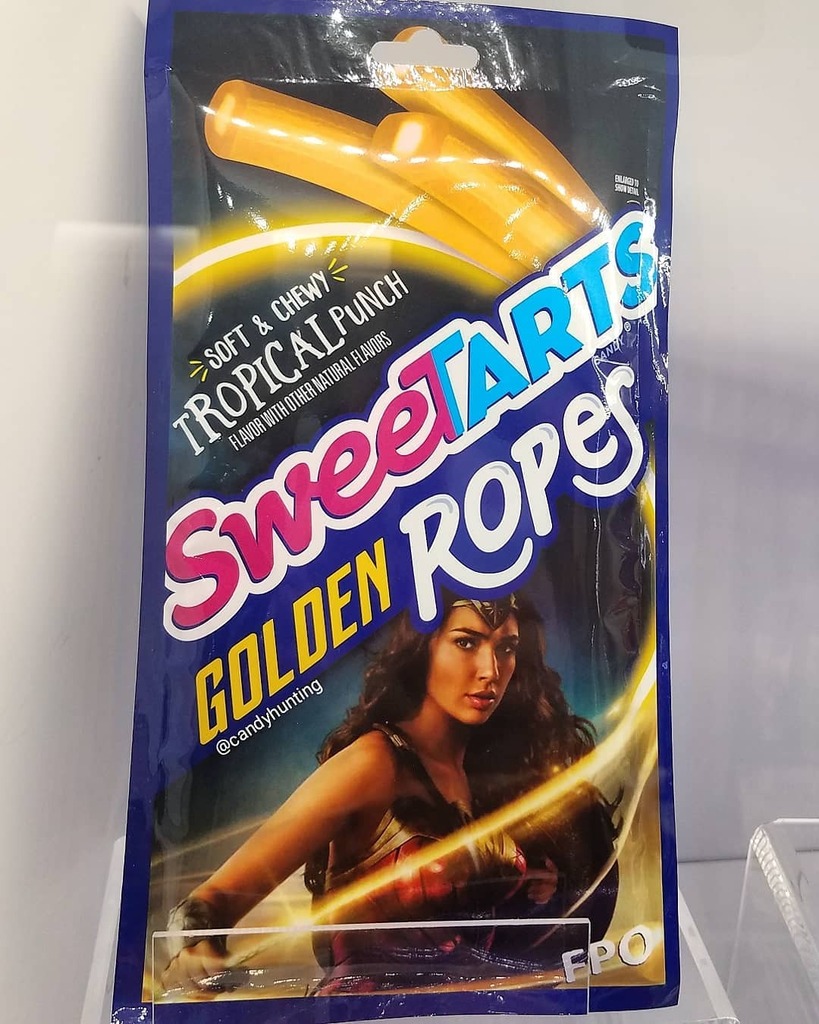 ENLARGED TO
SHOW DETAIL
SOFT & CHEWY
TROPICAL PUNCH
FLAVOR WITH OTHER NATURAL FLAVORS
SWEETARTS
CANDY
®
GOLDEN ROPES
@candyhunting
FPO